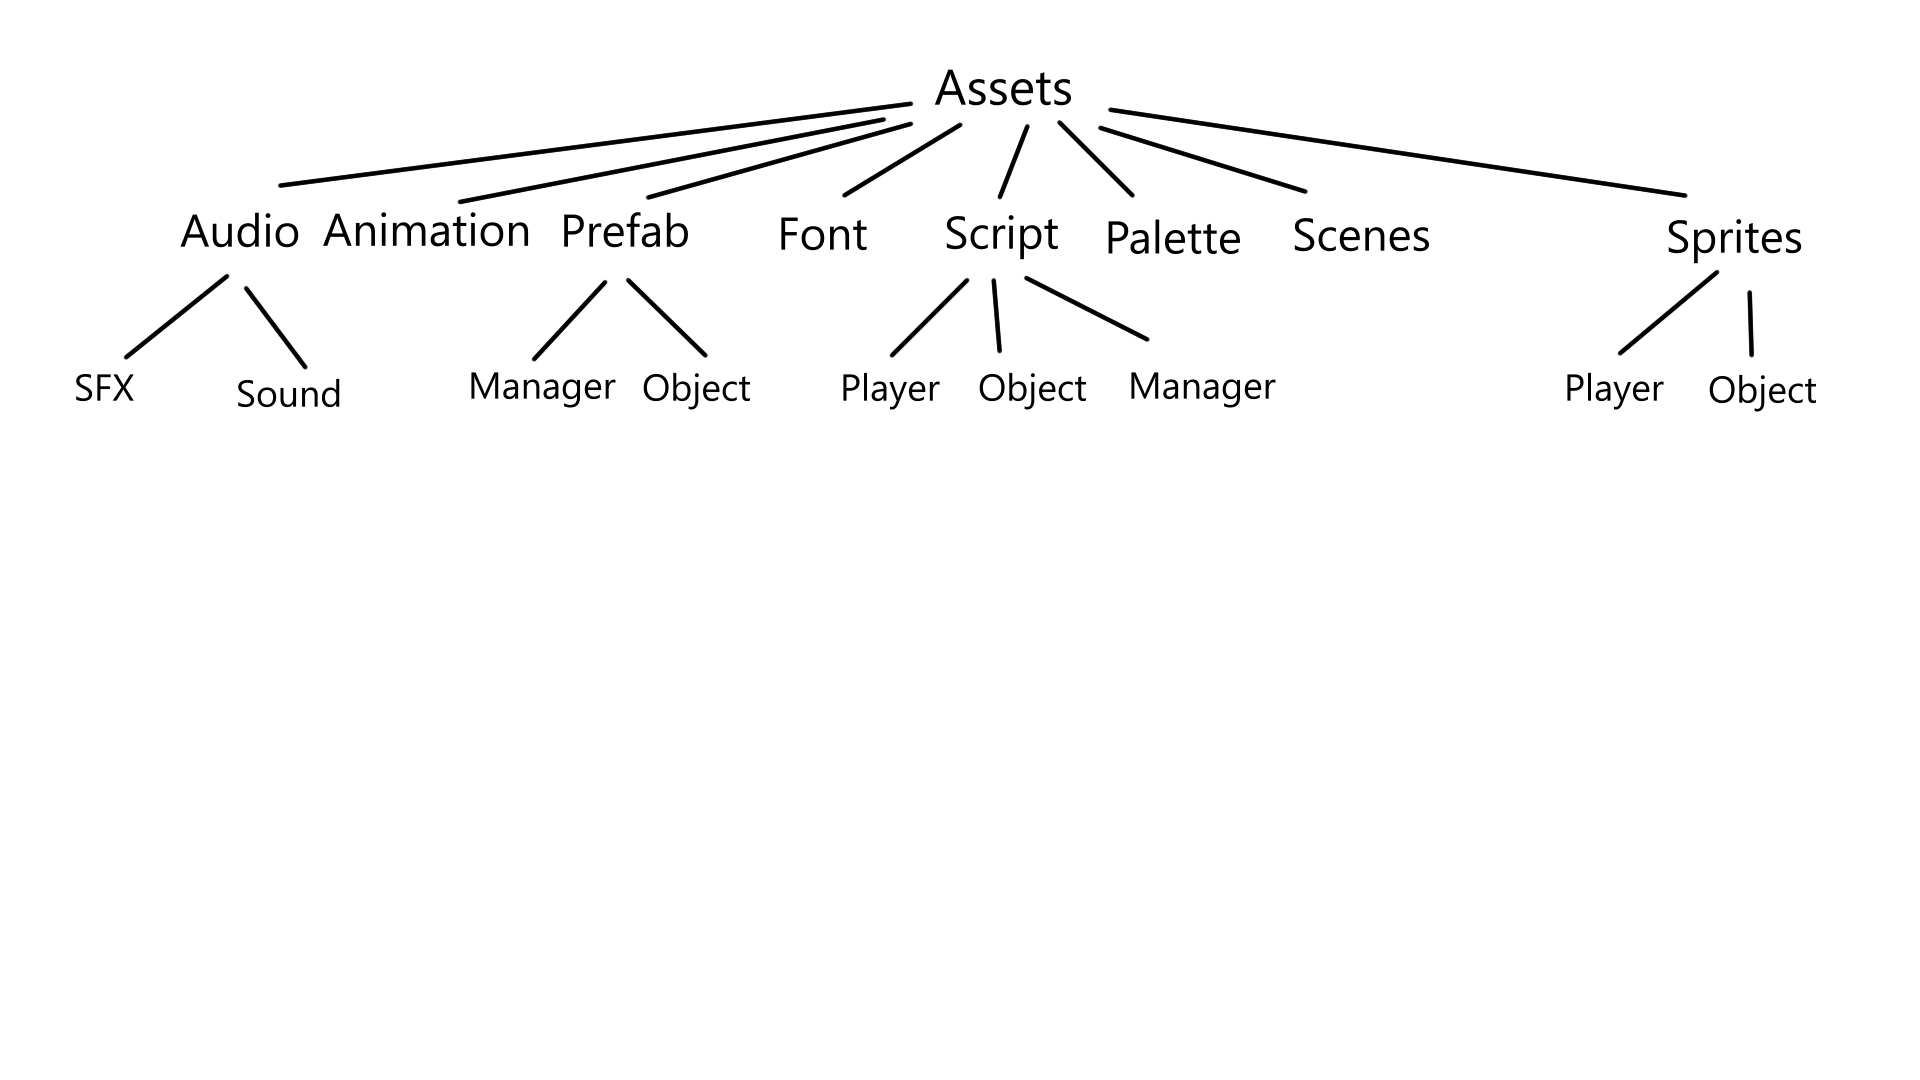 Assets
Audio Animation Prefab Font Script Palette Scenes Sprites
SFX Sound Manager Object Player Object Manager Player Object